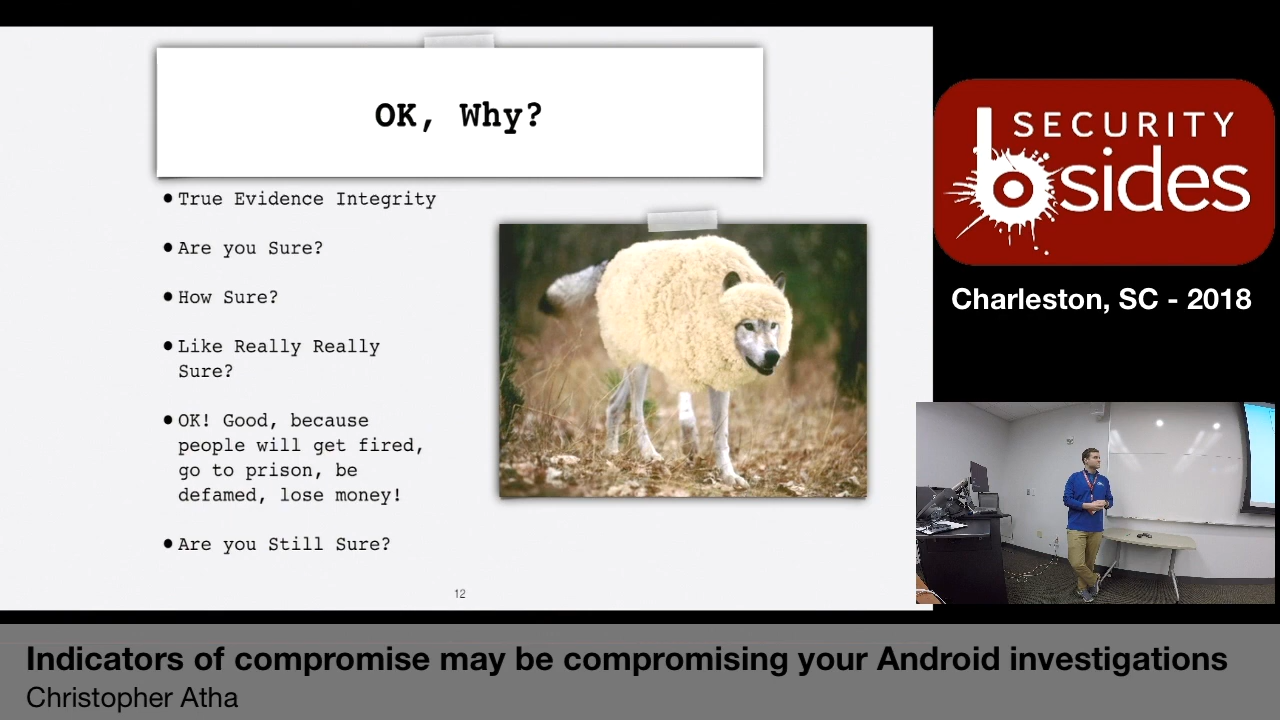 OK, Why?
•True Evidence Integrity
•Are you Sure?
•How Sure?
•Like Really Really
Sure?
•OK! Good, because
people will get fired,
go to prison, be
defamed, lose money!
•Are you Still Sure?
12
SECURITY
bsides
Charleston, SC - 2018
Indicators of compromise may be compromising your Android investigations
Christopher Atha